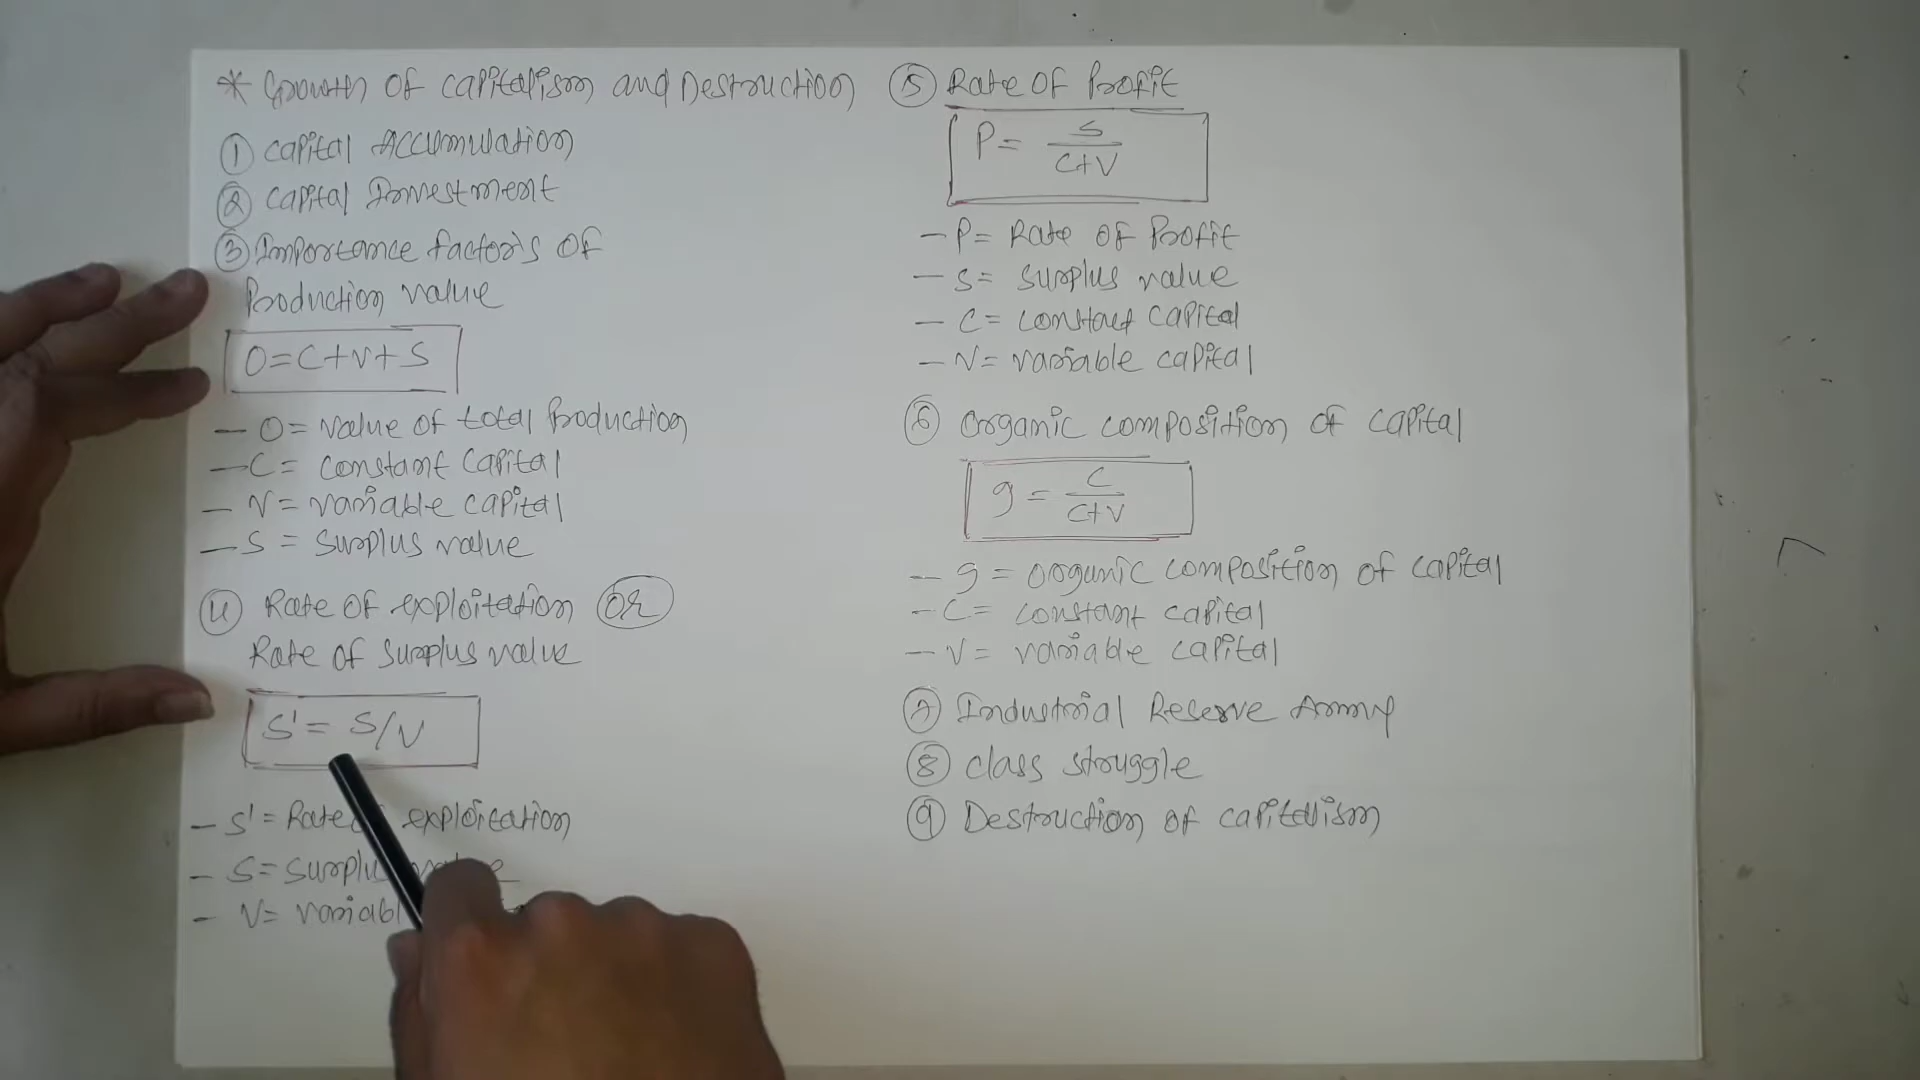 * Growth of capitalism and Destruction
① capital Accumulation
② capital Investment
③ Importance factor's of
Production value
O=C+V+S
- O= value of total Production
- C= constant capital
- V= variable capital
- S= surplus value
④ Rate of exploitation OR
Rate of surplus value
S'= S/V
- S'= Rate exploitation
- S= surplus
- V=
⑤ Rate of Profit
P= S
C+V
- P= Rate of Profit
- S= surplus value
- C= constact capital
- V= variable capital
⑥ organic composition of capital
g = C
C+V
- g = organic composition of capital
- C= constant capital
- V= variable capital
⑦ Industrial Reserve Army
⑧ class struggle
⑨ Destruction of capitalism